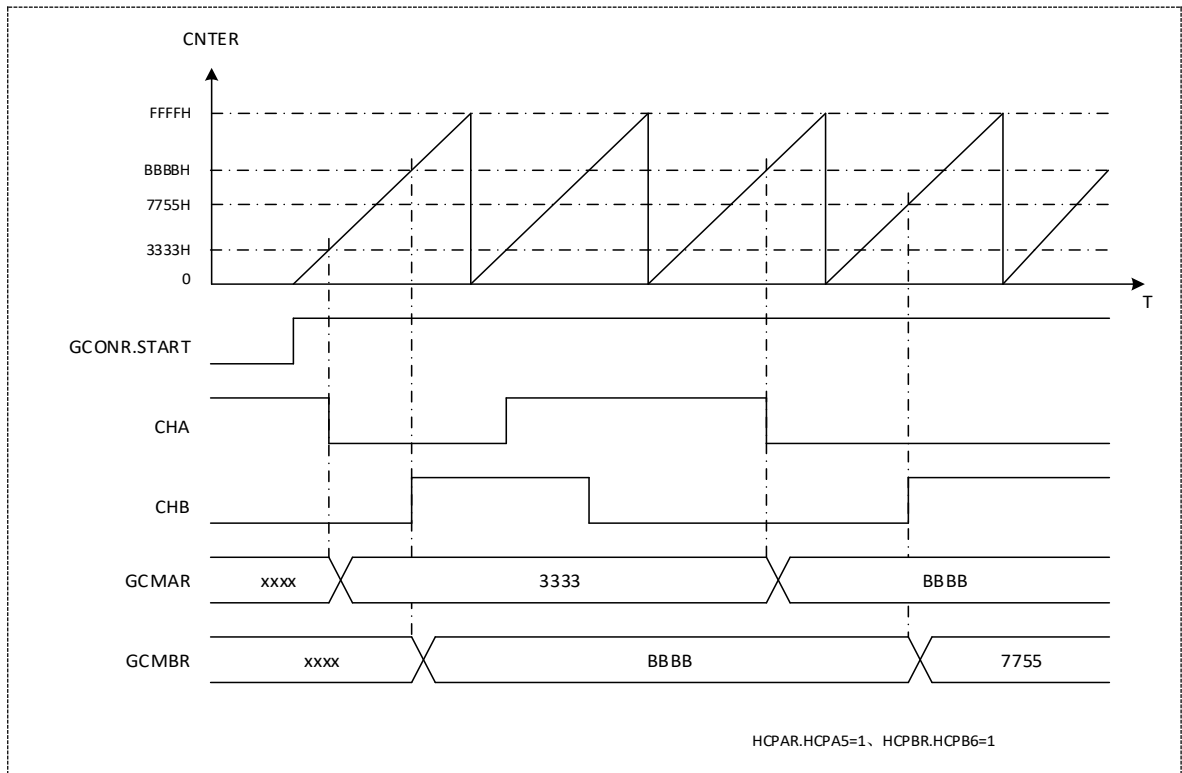 CNTER
FFFFH
BBBBH
7755H
3333H
0
T
GCONR.START
CHA
CHB
GCMAR
xxxx
3333
BBBB
GCMBR
xxxx
BBBB
7755
HCPAR.HCPA5=1、HCPBR.HCPB6=1